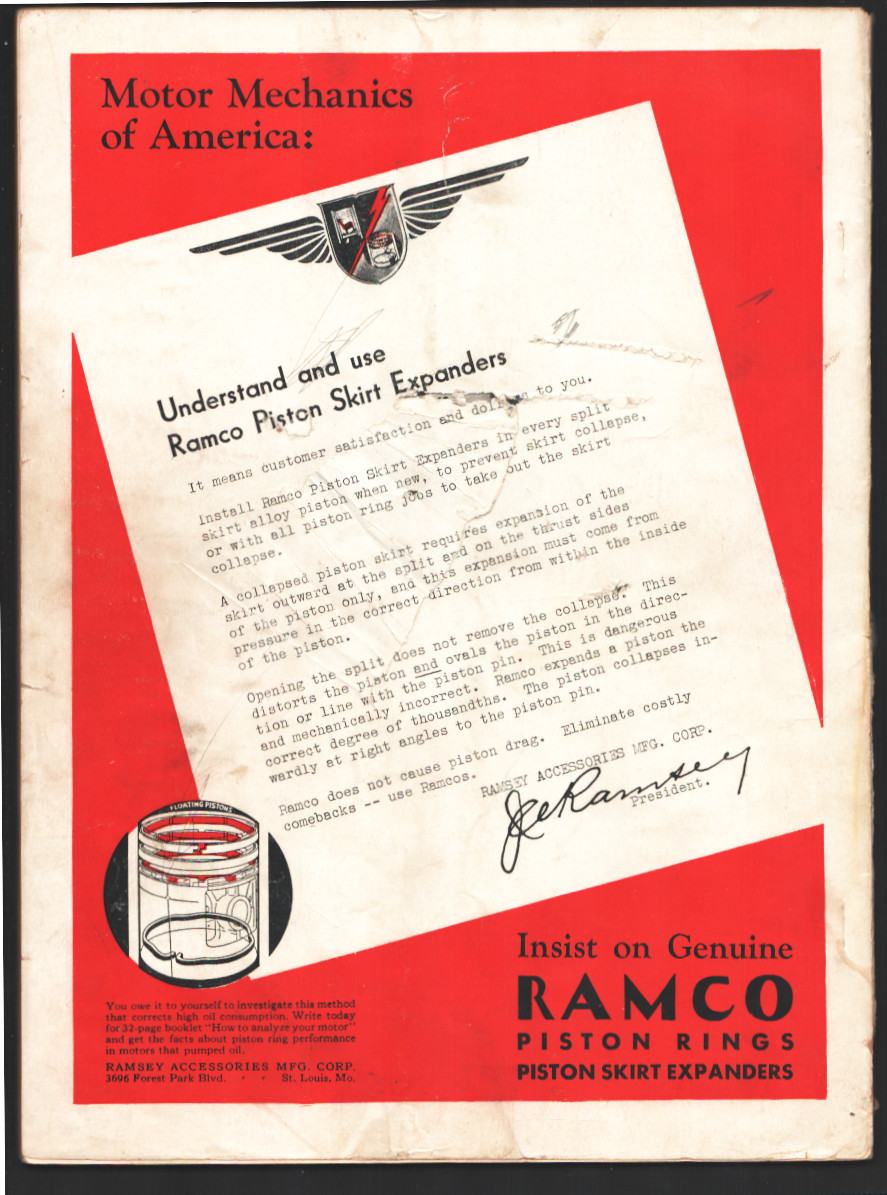 Motor Mechanics
of America:
Understand and use
Ramco Piston Skirt Expanders
It means customer satisfaction and to you.
Install Ramco Piston Skirt Expanders in every split
skirt alloy piston when new, to prevent skirt collapse,
or with all piston ring jobs to take out the skirt
collapse.
A collapsed piston skirt requires expansion of the
skirt outward at the split and on the thrust sides
of the piston only, and this expansion must come from
pressure in the correct direction from within the inside
of the piston.
Opening the split does not remove the collapse. This
distorts the piston and ovals the piston in the direc-
tion or line with the piston pin. This is dangerous
and mechanically incorrect. Ramco expands a piston the
correct degree of thousandths. The piston collapses in-
wardly at right angles to the piston pin.
Ramco does not cause piston drag. Eliminate costly
comebacks -- use Ramcos.
RAMSEY ACCESSORIES MFG. CORP.
Joe Ramsey
President.
FLOATING PISTONS
You owe it to yourself to investigate this method
that corrects high oil consumption. Write today
for 32-page booklet "How to analyze your motor"
and get the facts about piston ring performance
in motors that pumped oil.
RAMSEY ACCESSORIES MFG. CORP.
3696 Forest Park Blvd. · · St. Louis, Mo.
Insist on Genuine
RAMCO
PISTON RINGS
PISTON SKIRT EXPANDERS